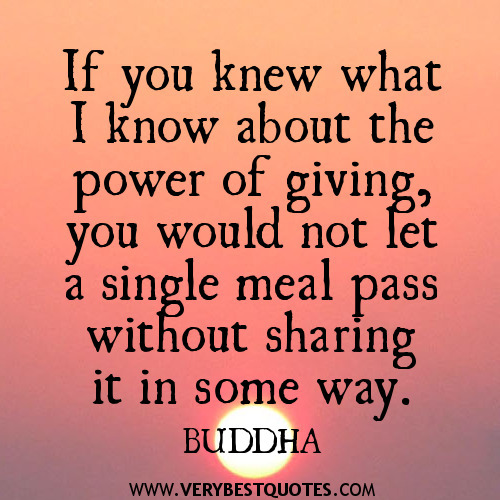 If you knew what
I know about the
power of giving,
you would not let
a single meal pass
without sharing
it in some way.
BUDDHA
WWW.VERYBESTQUOTES.COM